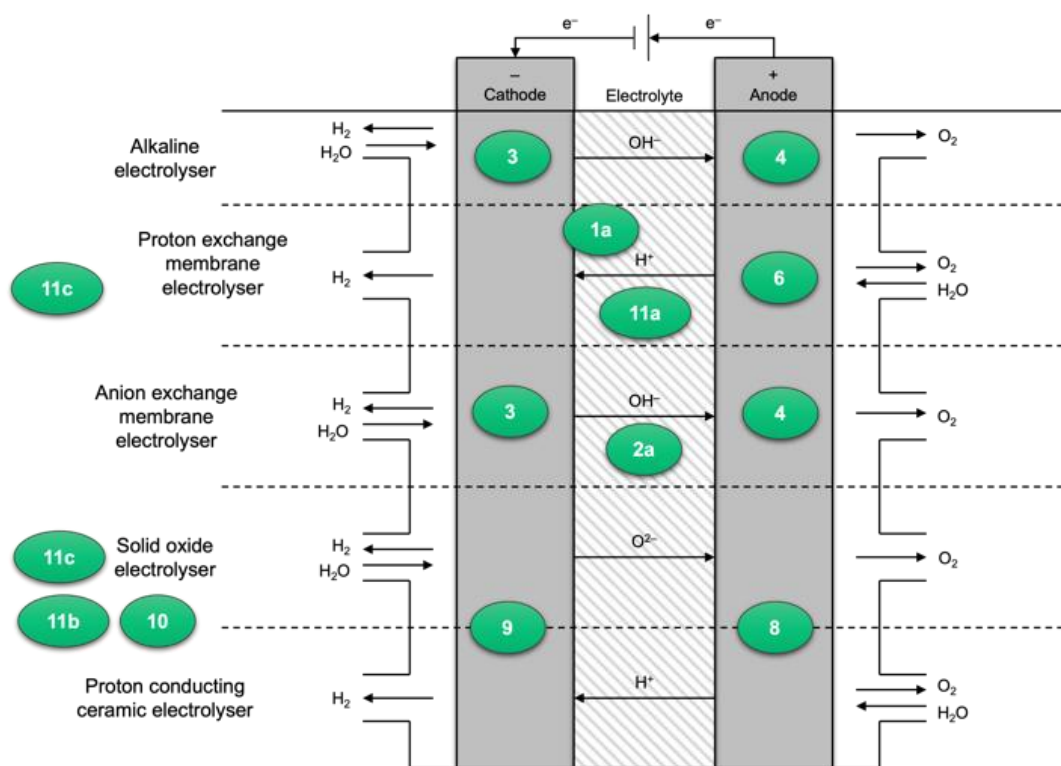 e⁻ e⁻
– +
Cathode Electrolyte Anode
Alkaline
electrolyser
H₂
H₂O
3
OH⁻
4
O₂
1a
Proton exchange
membrane
electrolyser
11c
H₂
H⁺
11a
6
O₂
H₂O
Anion exchange
membrane
electrolyser
H₂
H₂O
3
OH⁻
2a
4
O₂
11c
Solid oxide
electrolyser
H₂
H₂O
O²⁻
O₂
11b
10
9
8
Proton conducting
ceramic electrolyser
H₂
H⁺
O₂
H₂O